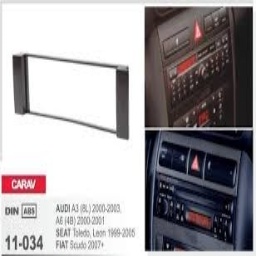 CARAV
DIN ABS
11-034
AUDI A3 (8L) 2000-2003,
A6 (4B) 2000-2001
SEAT Toledo, Leon 1999-2005
FIAT Scudo 2007+